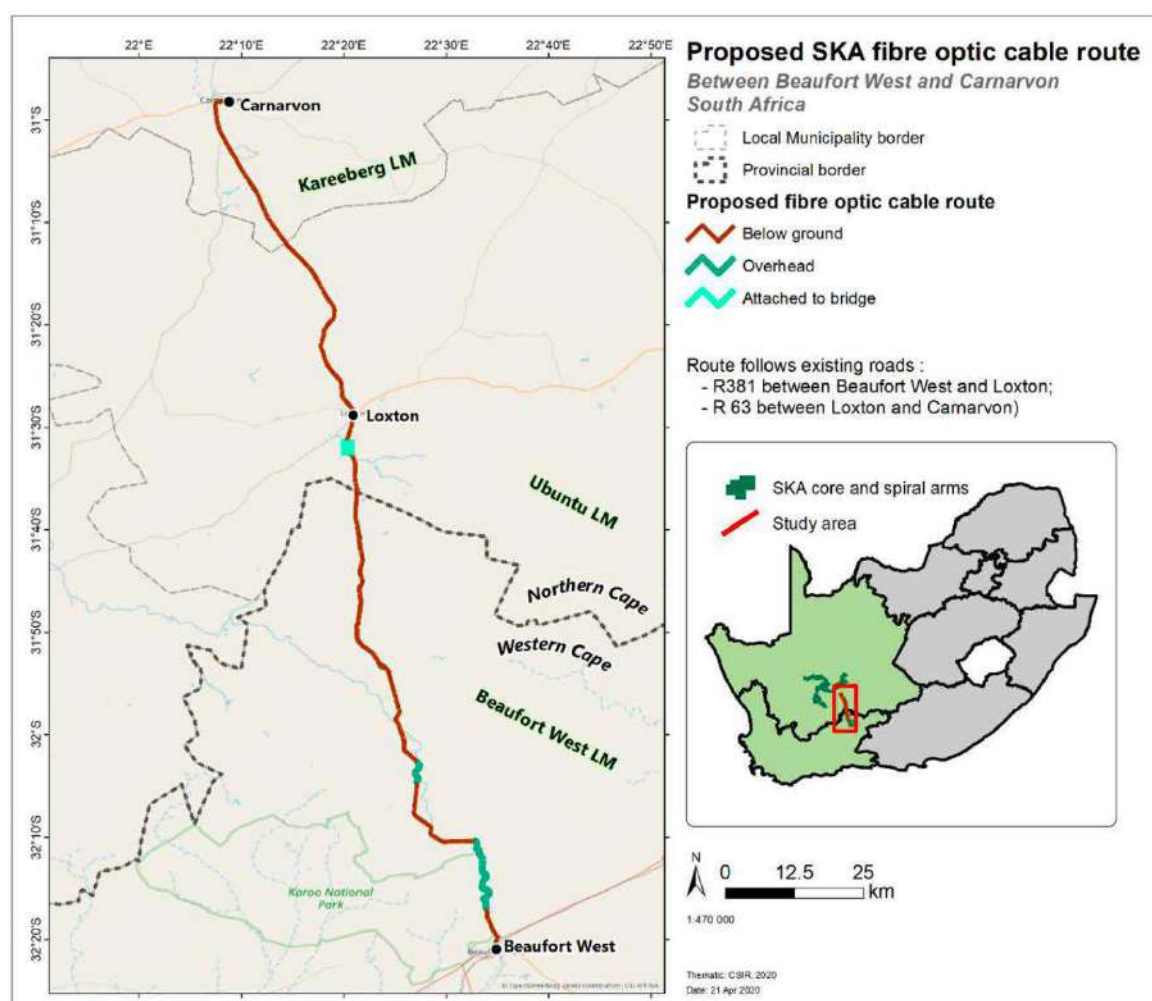 22°E
22°10'E
22°20'E
22°30'E
22°40'E
22°50'E
31°S
31°10'S
31°20'S
31°30'S
31°40'S
31°50'S
32°S
32°10'S
32°20'S
Carnarvon
Kareeberg LM
Loxton
Ubuntu LM
Northern Cape
Western Cape
Beaufort West LM
Karoo National
Park
Beaufort West
Proposed SKA fibre optic cable route
Between Beaufort West and Carnarvon
South Africa
Local Municipality border
Provincial border
Proposed fibre optic cable route
Below ground
Overhead
Attached to bridge
Route follows existing roads :
- R381 between Beaufort West and Loxton;
- R 63 between Loxton and Carnarvon)
SKA core and spiral arms
Study area
N
0 12.5 25
km
1:470 000
Thematic: CSIR, 2020
Date: 21 Apr 2020